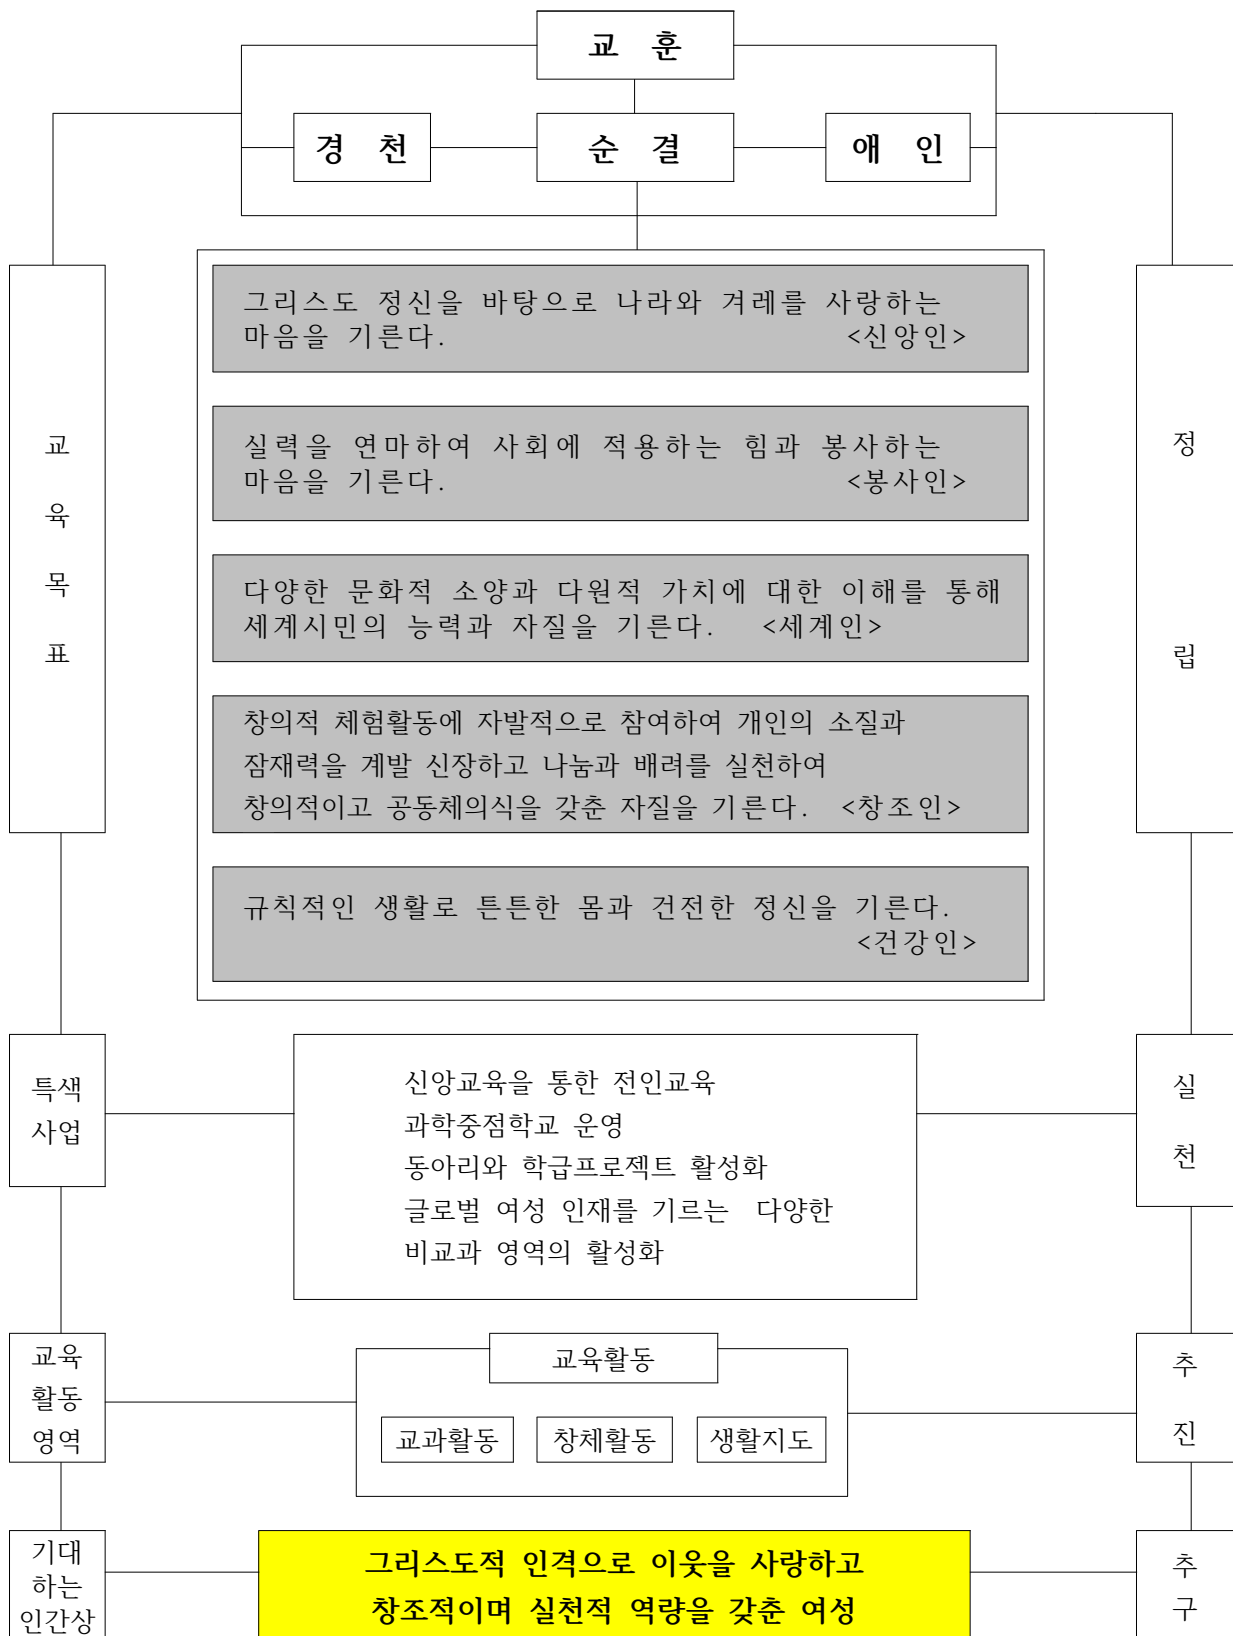 교 훈
경 천
순 결
애 인
교
육
목
표
그리스도 정신을 바탕으로 나라와 겨레를 사랑하는
마음을 기른다. <신앙인>
실력을 연마하여 사회에 적용하는 힘과 봉사하는
마음을 기른다. <봉사인>
다양한 문화적 소양과 다원적 가치에 대한 이해를 통해
세계시민의 능력과 자질을 기른다. <세계인>
창의적 체험활동에 자발적으로 참여하여 개인의 소질과
잠재력을 계발 신장하고 나눔과 배려를 실천하여
창의적이고 공동체의식을 갖춘 자질을 기른다. <창조인>
규칙적인 생활로 튼튼한 몸과 건전한 정신을 기른다.
<건강인>
정
립
특색
사업
신앙교육을 통한 전인교육
과학중점학교 운영
동아리와 학급프로젝트 활성화
글로벌 여성 인재를 기르는 다양한
비교과 영역의 활성화
실
천
교육
활동
영역
교육활동
교과활동
창체활동
생활지도
추
진
기대
하는
인간상
그리스도적 인격으로 이웃을 사랑하고
창조적이며 실천적 역량을 갖춘 여성
추
구